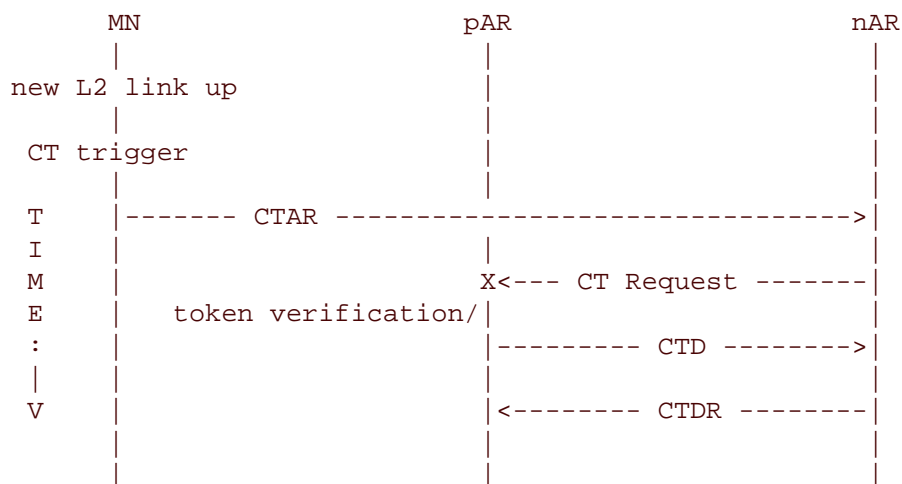 MN                    pAR                     nAR
|                      |                       |
new L2 link up         |                       |
|                      |                       |
CT trigger             |                       |
|                      |                       |
T    |------- CTAR -------------------------------->|
I    |                      |                       |
M    |                      X<--- CT Request -------|
E    |   token verification/|                       |
:    |                      |--------- CTD -------->|
|    |                      |                       |
V    |                      |<-------- CTDR --------|
|                      |                       |
|                      |                       |